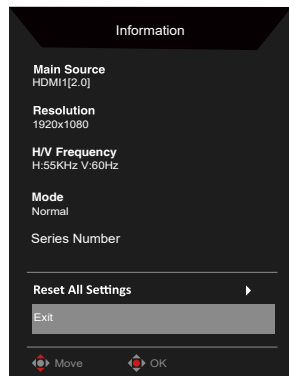 Information
Main Source
HDMI1[2.0]
Resolution
1920x1080
H/V Frequency
H:55KHz V:60Hz
Mode
Normal
Series Number
Reset All Settings
Exit
Move
OK